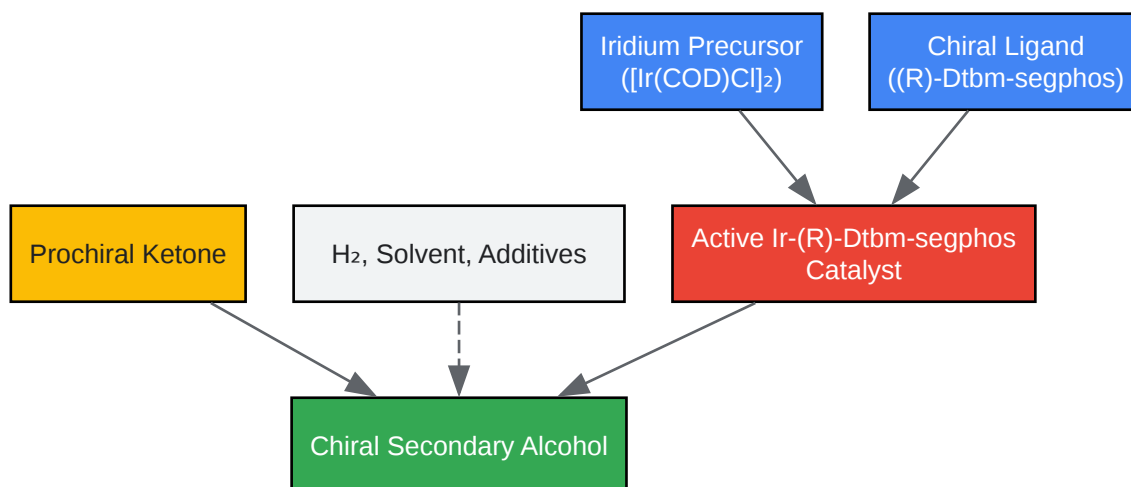 Iridium Precursor
([Ir(COD)Cl]₂)
Chiral Ligand
((R)-Dtbm-segphos)
Prochiral Ketone
H₂, Solvent, Additives
Active Ir-(R)-Dtbm-segphos
Catalyst
Chiral Secondary Alcohol